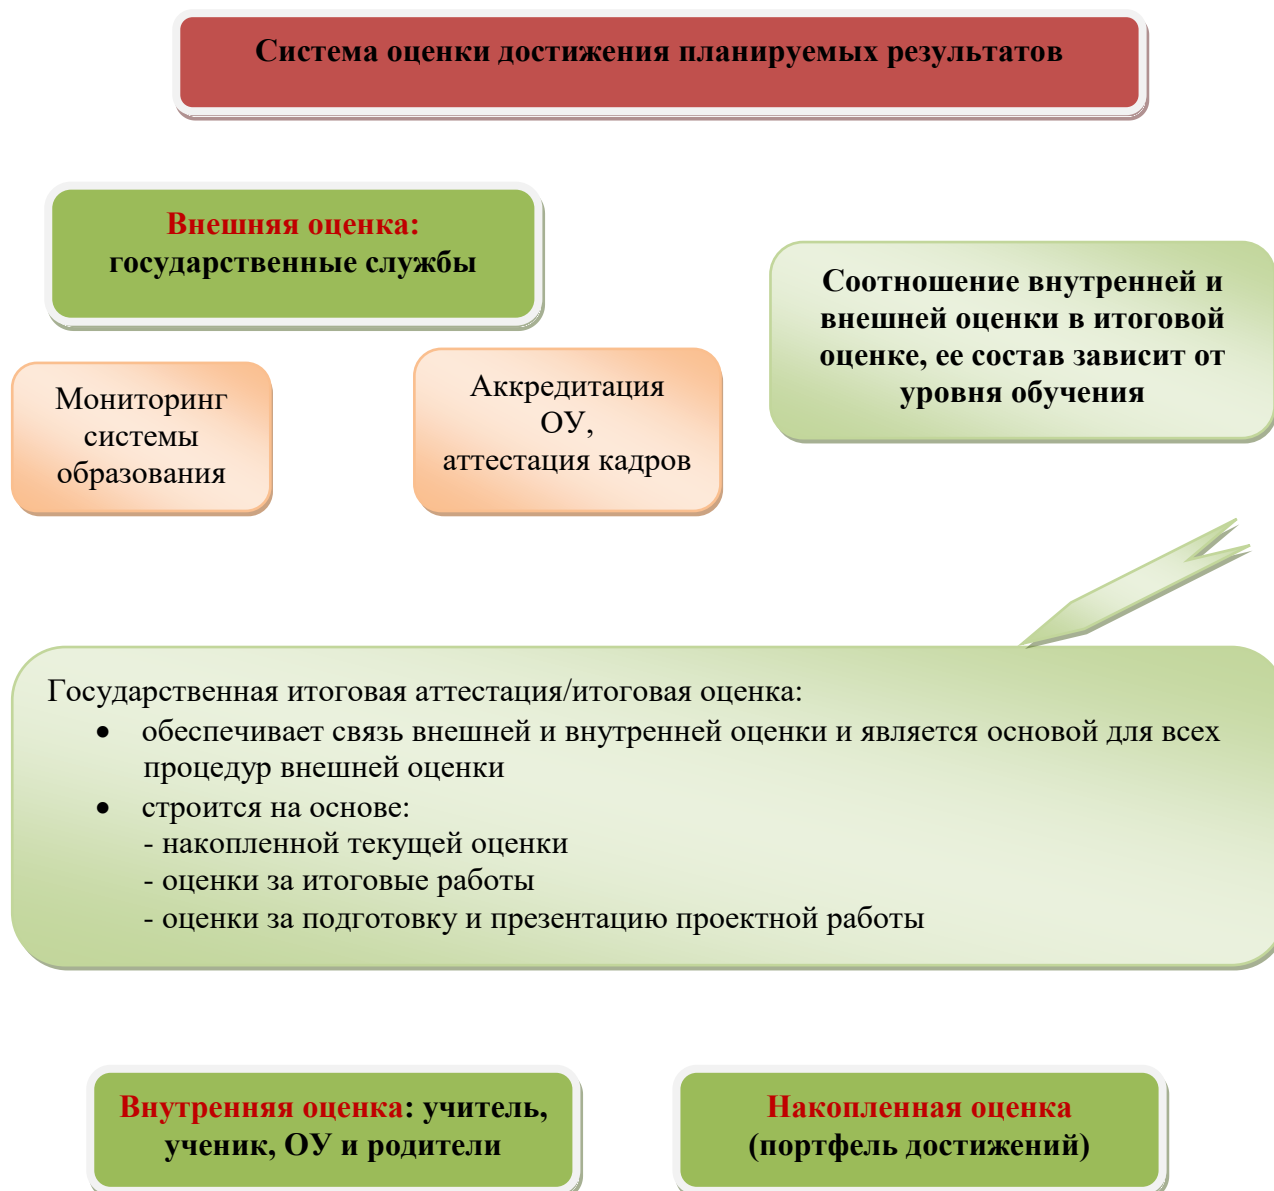 Система оценки достижения планируемых результатов
Внешняя оценка:
государственные службы
Соотношение внутренней и
внешней оценки в итоговой
оценке, ее состав зависит от
уровня обучения
Мониторинг
системы
образования
Аккредитация
ОУ,
аттестация кадров
Государственная итоговая аттестация/итоговая оценка:
• обеспечивает связь внешней и внутренней оценки и является основой для всех
процедур внешней оценки
• строится на основе:
- накопленной текущей оценки
- оценки за итоговые работы
- оценки за подготовку и презентацию проектной работы
Внутренняя оценка: учитель,
ученик, ОУ и родители
Накопленная оценка
(портфель достижений)